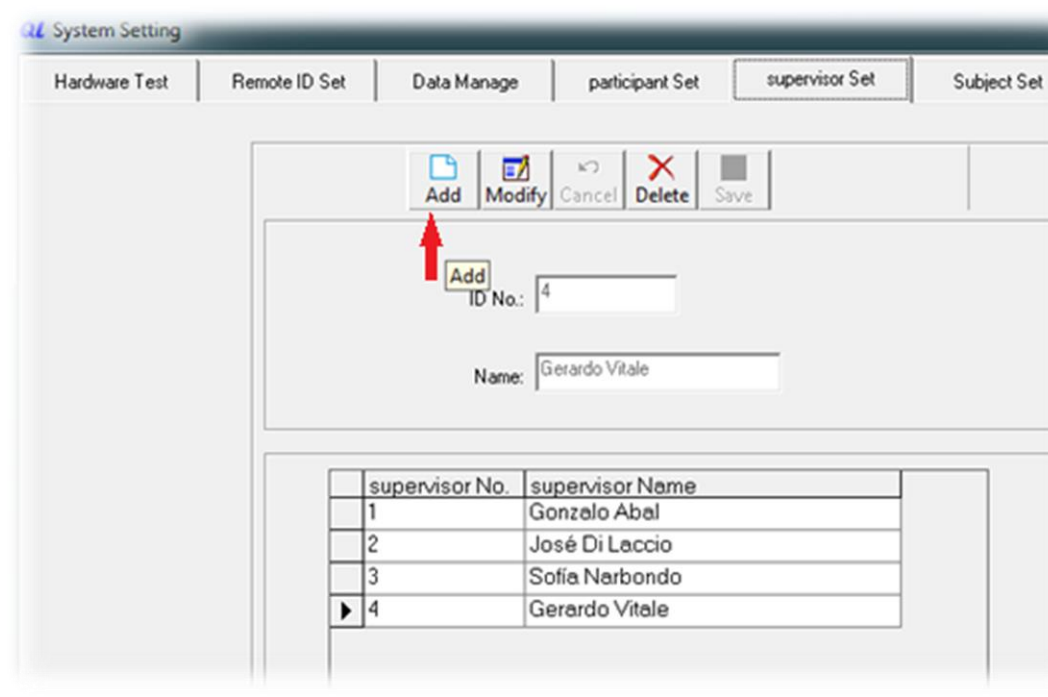 QL System Setting
Hardware Test Remote ID Set Data Manage participant Set supervisor Set Subject Set
Add Modify Cancel Delete Save
Add
ID No.: 4
Name: Gerardo Vitale
supervisor No. supervisor Name
1 Gonzalo Abal
2 José Di Laccio
3 Sofía Narbondo
4 Gerardo Vitale